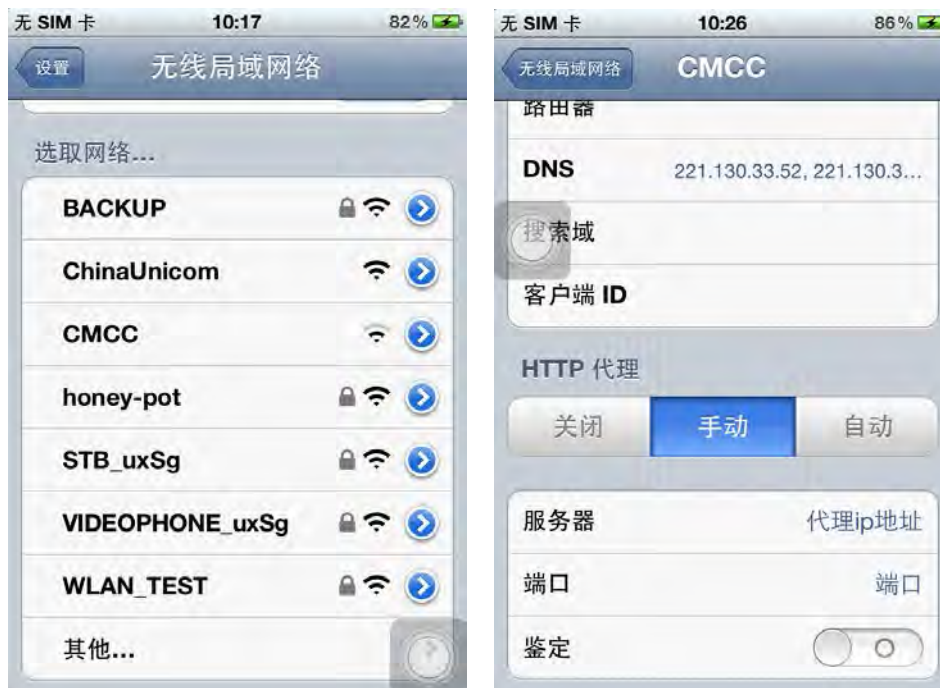 无 SIM 卡 10:17 82%
设置 无线局域网络
选取网络...
BACKUP
ChinaUnicom
CMCC
honey-pot
STB_uxSg
VIDEOPHONE_uxSg
WLAN_TEST
其他...
无 SIM 卡 10:26 86%
无线局域网络 CMCC
路由器
DNS 221.130.33.52, 221.130.3...
搜索域
客户端 ID
HTTP 代理
关闭 手动 自动
服务器 代理ip地址
端口 端口
鉴定